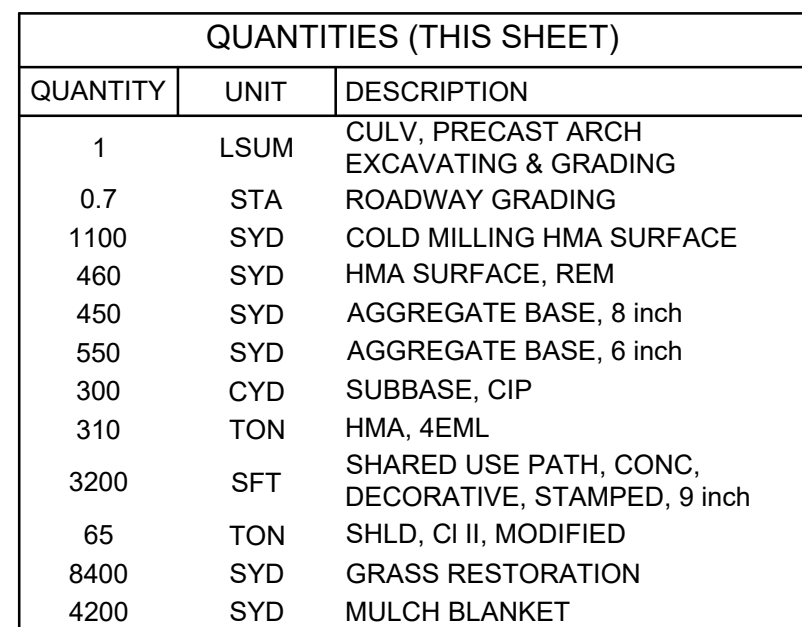 QUANTITIES (THIS SHEET)
QUANTITY UNIT DESCRIPTION
1 LSUM CULV, PRECAST ARCH
EXCAVATING & GRADING
0.7 STA ROADWAY GRADING
1100 SYD COLD MILLING HMA SURFACE
460 SYD HMA SURFACE, REM
450 SYD AGGREGATE BASE, 8 inch
550 SYD AGGREGATE BASE, 6 inch
300 CYD SUBBASE, CIP
310 TON HMA, 4EML
3200 SFT SHARED USE PATH, CONC,
DECORATIVE, STAMPED, 9 inch
65 TON SHLD, Cl II, MODIFIED
8400 SYD GRASS RESTORATION
4200 SYD MULCH BLANKET